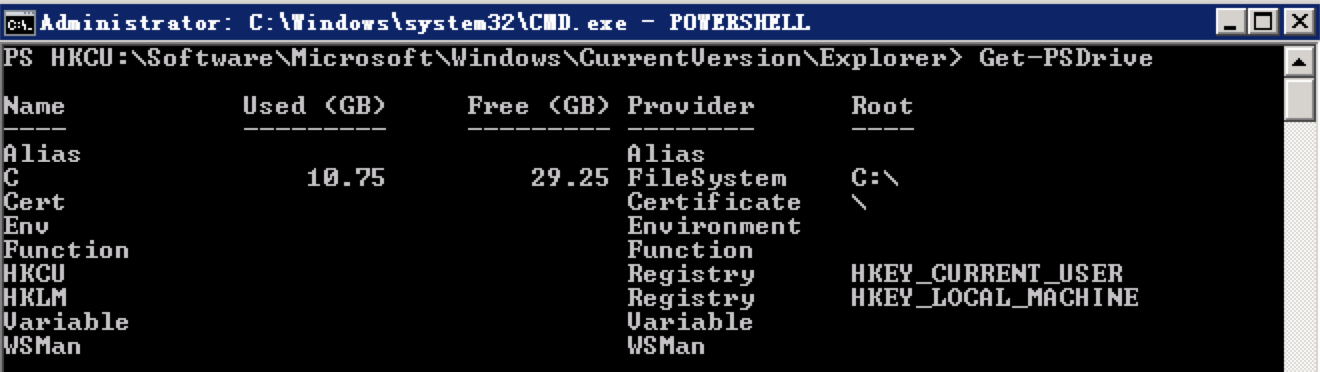 Administrator: C:\Windows\system32\CMD.exe - POWERSHELL
PS HKCU:\Software\Microsoft\Windows\CurrentVersion\Explorer> Get-PSDrive
Name Used (GB) Free (GB) Provider Root
---- --------- --------- -------- ----
Alias Alias
C 10.75 29.25 FileSystem C:\
Cert Certificate \
Env Environment
Function Function
HKCU Registry HKEY_CURRENT_USER
HKLM Registry HKEY_LOCAL_MACHINE
Variable Variable
WSMan WSMan